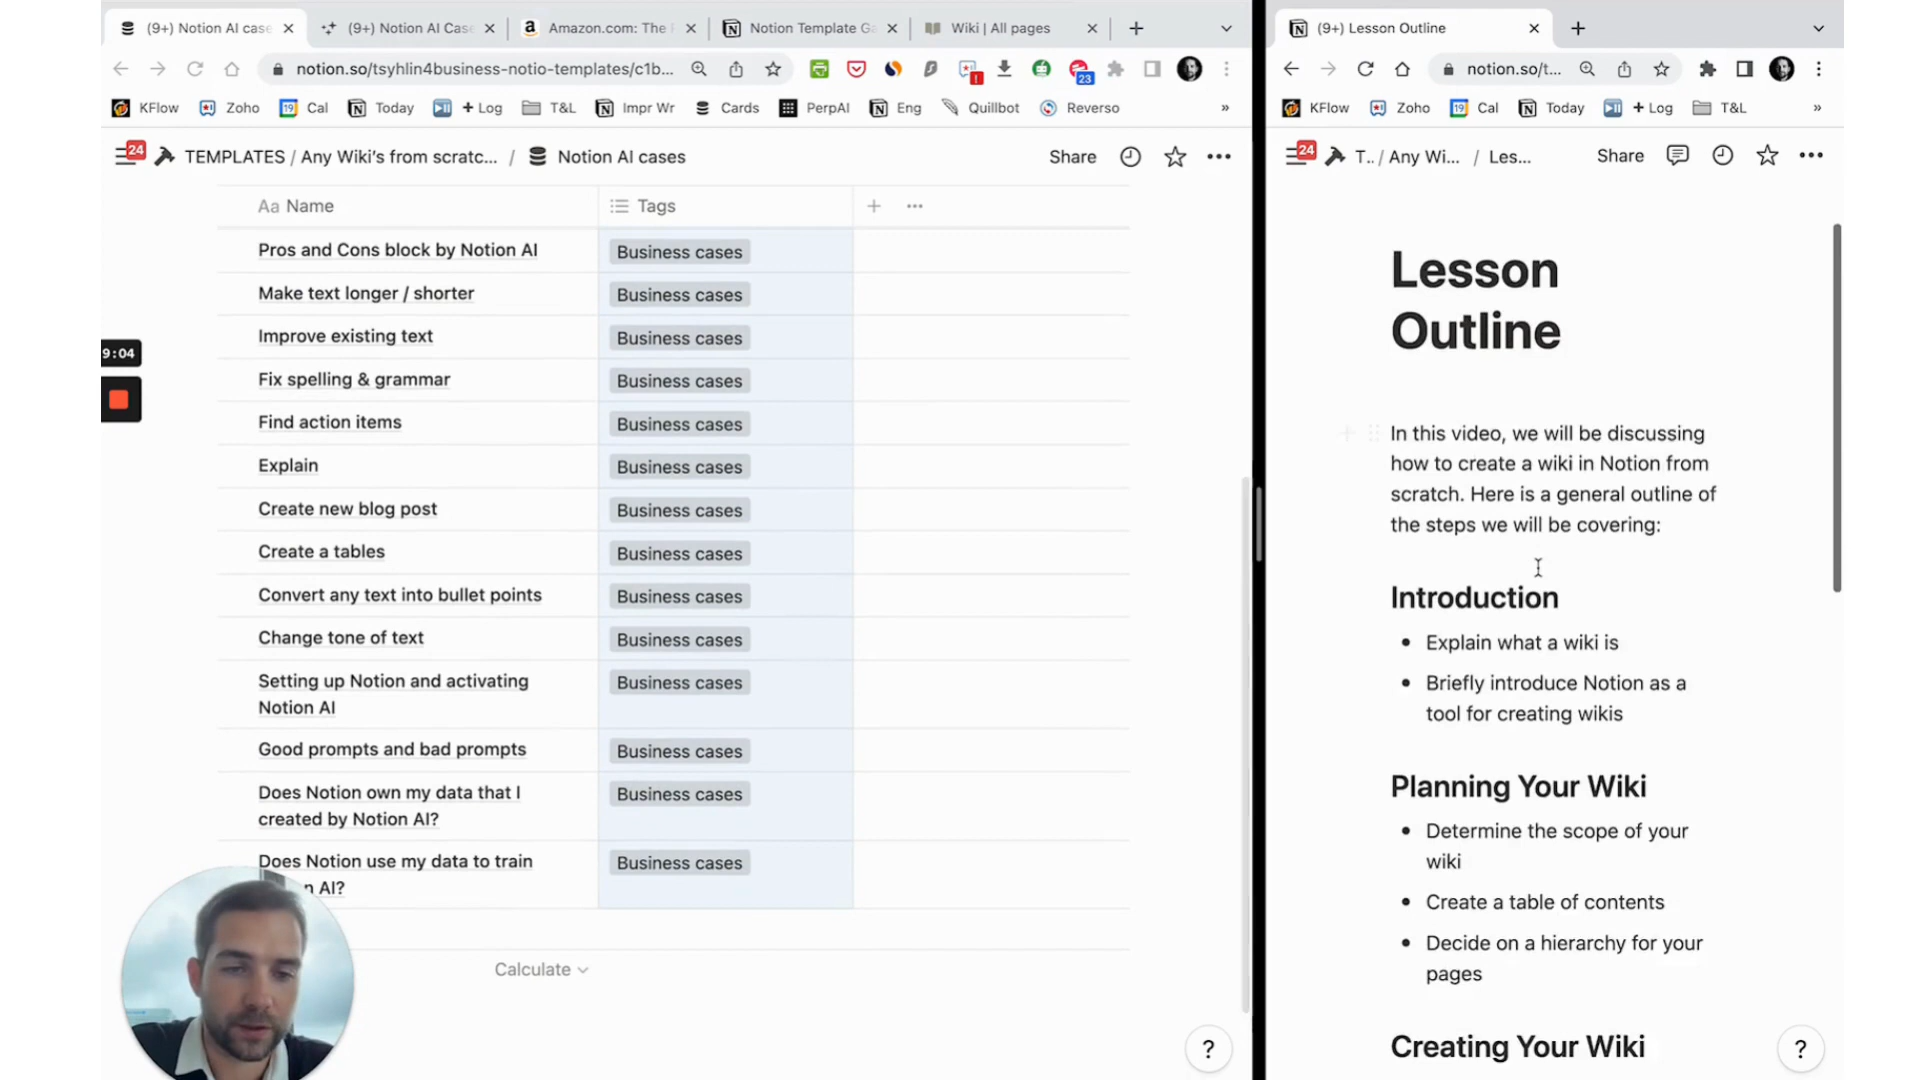 (9+) Notion AI case
(9+) Notion AI Cas
Amazon.com: The
Notion Template Ga
Wiki | All pages
notion.so/tsyhlin4business-notio-templates/c1b...
23
KFlow
Zoho
19 Cal
Today
+ Log
T&L
Impr Wr
Cards
PerpAI
Eng
Quillbot
Reverso
»
24
TEMPLATES / Any Wiki's from scratc... / Notion AI cases
Share
Aa Name
Tags
Pros and Cons block by Notion AI
Business cases
Make text longer / shorter
Business cases
Improve existing text
Business cases
9:04
Fix spelling & grammar
Business cases
Find action items
Business cases
Explain
Business cases
Create new blog post
Business cases
Create a tables
Business cases
Convert any text into bullet points
Business cases
Change tone of text
Business cases
Setting up Notion and activating
Notion AI
Business cases
Good prompts and bad prompts
Business cases
Does Notion own my data that I
created by Notion AI?
Business cases
Does Notion use my data to train
n AI?
Business cases
Calculate
?
(9+) Lesson Outline
notion.so/t...
KFlow
Zoho
19 Cal
Today
+ Log
T&L
»
24
T.. / Any Wi... / Les...
Share
Lesson
Outline
In this video, we will be discussing
how to create a wiki in Notion from
scratch. Here is a general outline of
the steps we will be covering:
Introduction
• Explain what a wiki is
• Briefly introduce Notion as a
tool for creating wikis
Planning Your Wiki
• Determine the scope of your
wiki
• Create a table of contents
• Decide on a hierarchy for your
pages
Creating Your Wiki
?